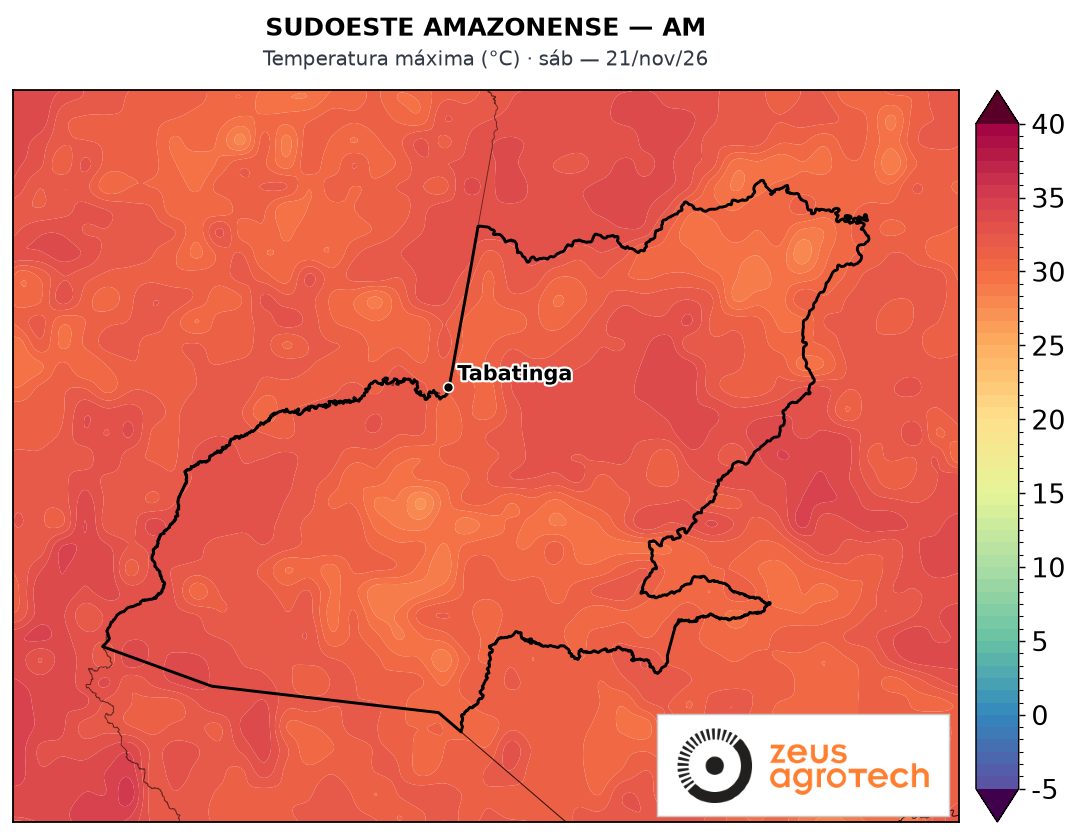 SUDOESTE AMAZONENSE — AM
Temperatura máxima (°C) · sáb — 21/nov/26
Tabatinga
40
35
30
25
20
15
10
5
0
-5
zeus
agrotech